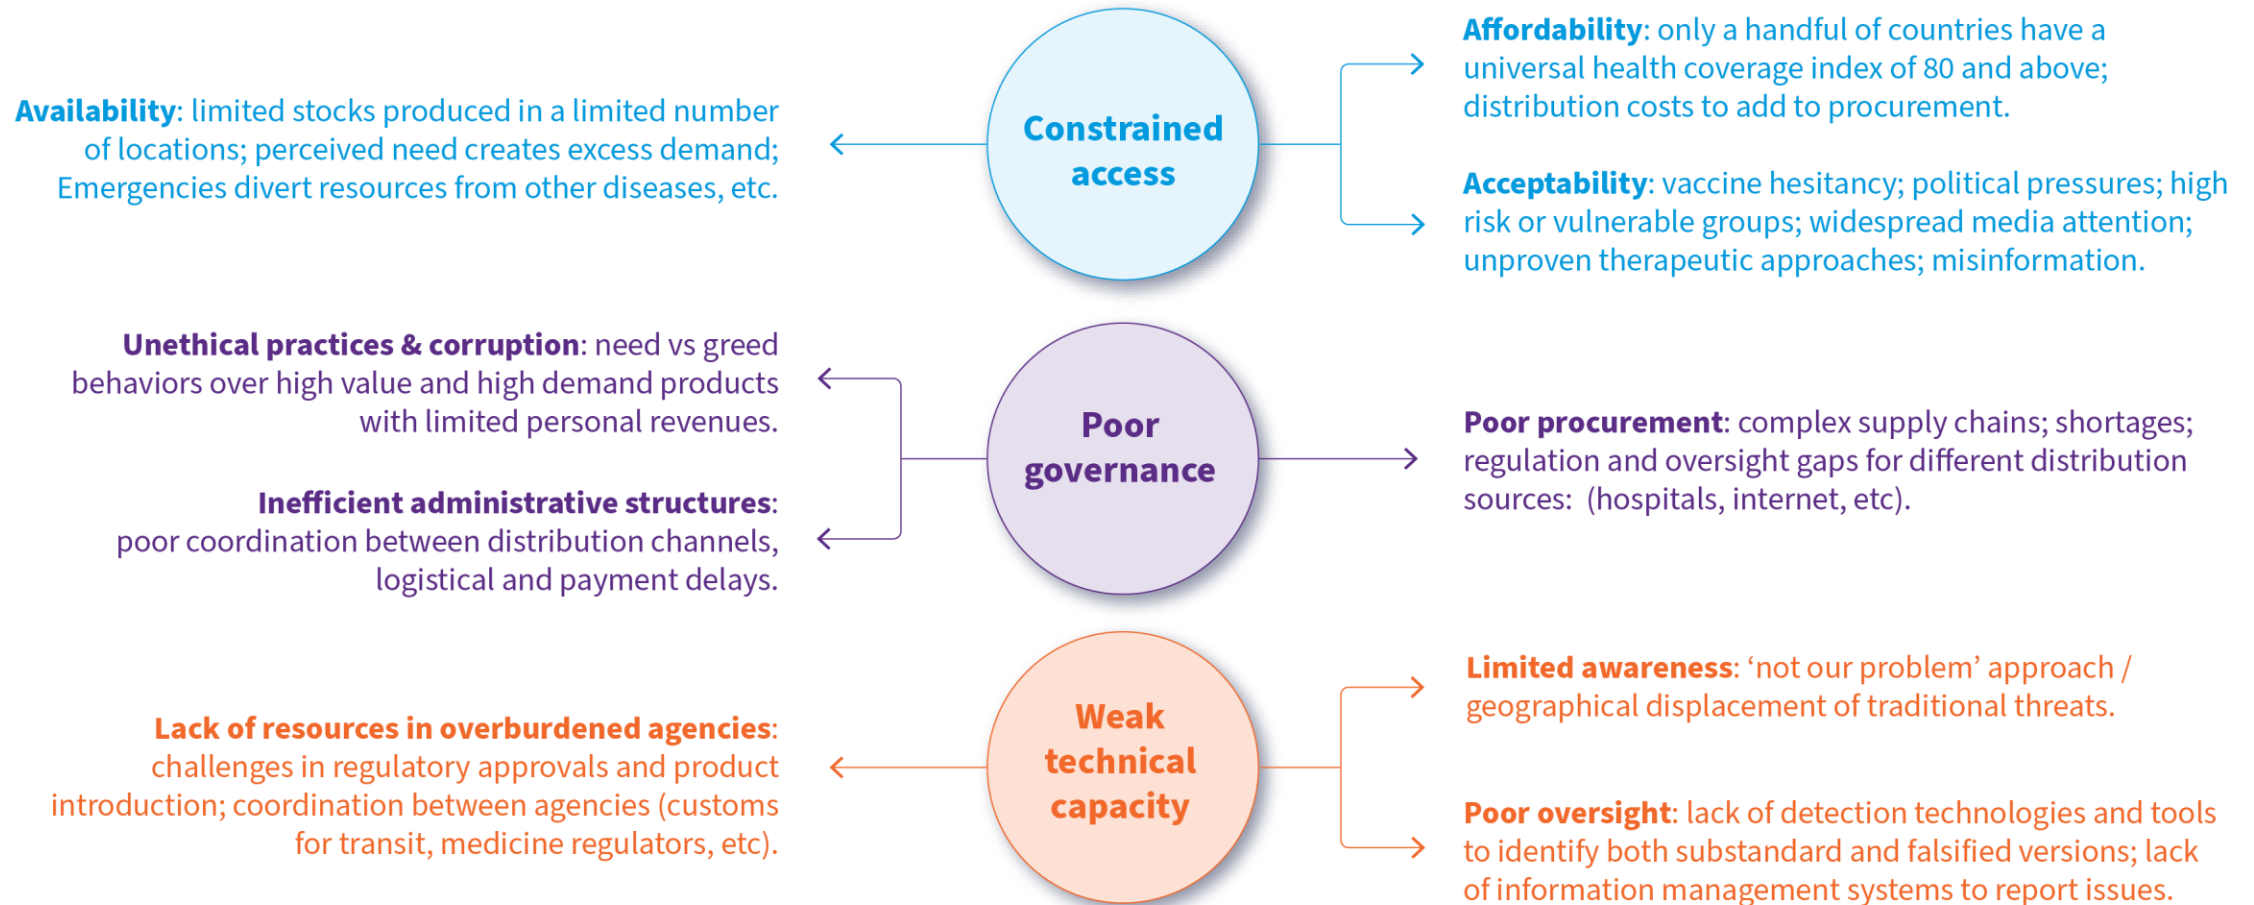 Availability: limited stocks produced in a limited number
of locations; perceived need creates excess demand;
Emergencies divert resources from other diseases, etc.
Constrained
access
Affordability: only a handful of countries have a
universal health coverage index of 80 and above;
distribution costs to add to procurement.
Acceptability: vaccine hesitancy; political pressures; high
risk or vulnerable groups; widespread media attention;
unproven therapeutic approaches; misinformation.
Unethical practices & corruption: need vs greed
behaviors over high value and high demand products
with limited personal revenues.
Inefficient administrative structures:
poor coordination between distribution channels,
logistical and payment delays.
Poor
governance
Poor procurement: complex supply chains; shortages;
regulation and oversight gaps for different distribution
sources: (hospitals, internet, etc).
Lack of resources in overburdened agencies:
challenges in regulatory approvals and product
introduction; coordination between agencies (customs
for transit, medicine regulators, etc).
Weak
technical
capacity
Limited awareness: ‘not our problem’ approach /
geographical displacement of traditional threats.
Poor oversight: lack of detection technologies and tools
to identify both substandard and falsified versions; lack
of information management systems to report issues.